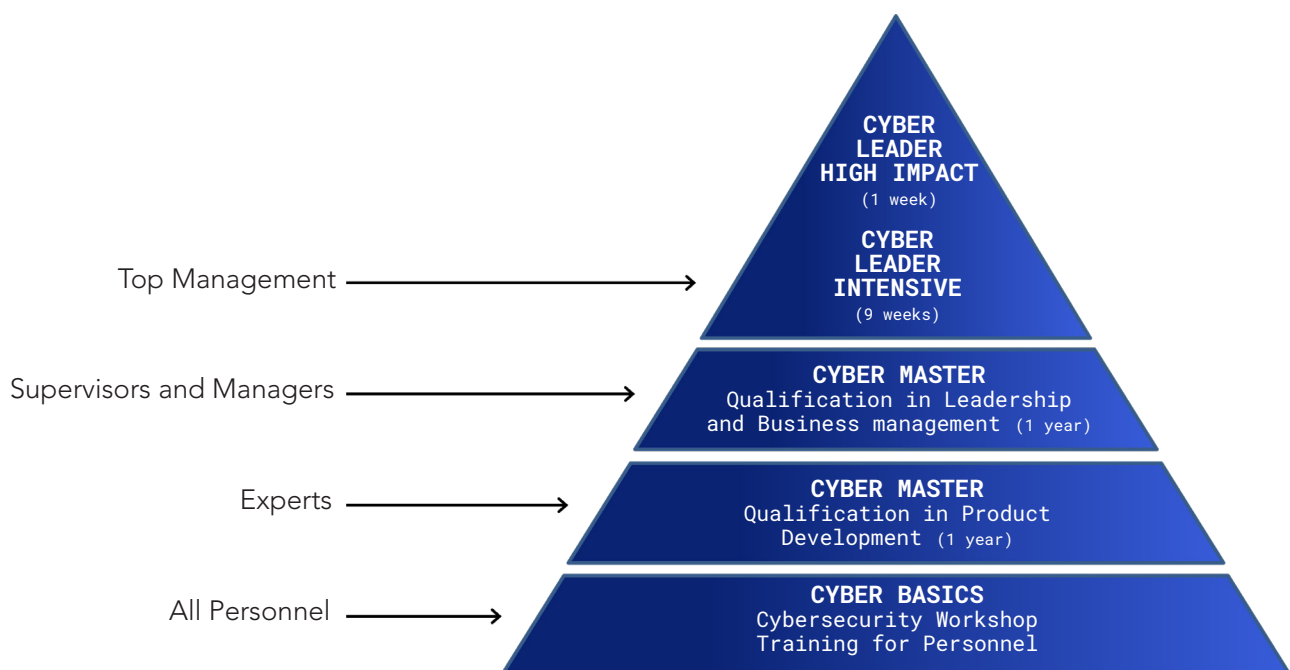 CYBER
LEADER
HIGH IMPACT
(1 week)
CYBER
LEADER
INTENSIVE
(9 weeks)
Top Management
CYBER MASTER
Qualification in Leadership
and Business management (1 year)
Supervisors and Managers
CYBER MASTER
Qualification in Product
Development (1 year)
Experts
CYBER BASICS
Cybersecurity Workshop
Training for Personnel
All Personnel